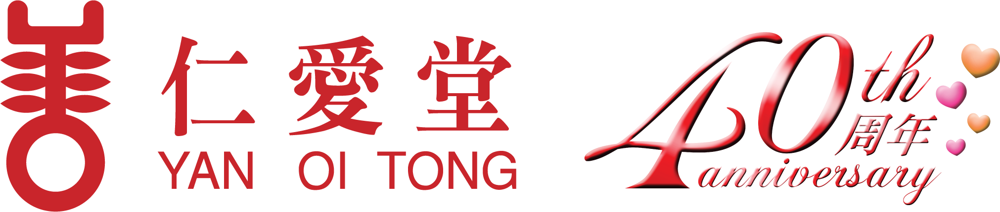 仁愛堂
YAN OI TONG
40th
周年
anniversary